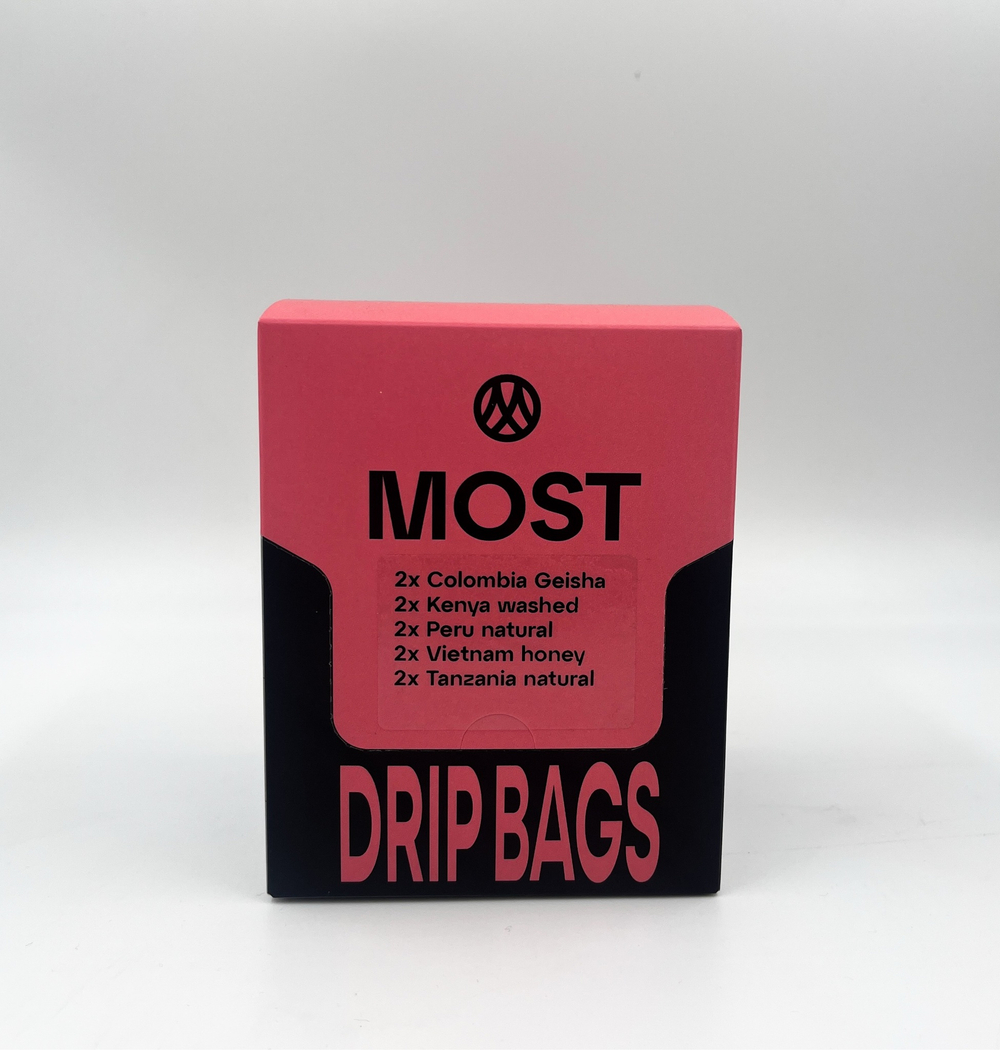 MOST
2x Colombia Geisha
2x Kenya washed
2x Peru natural
2x Vietnam honey
2x Tanzania natural
DRIP BAGS